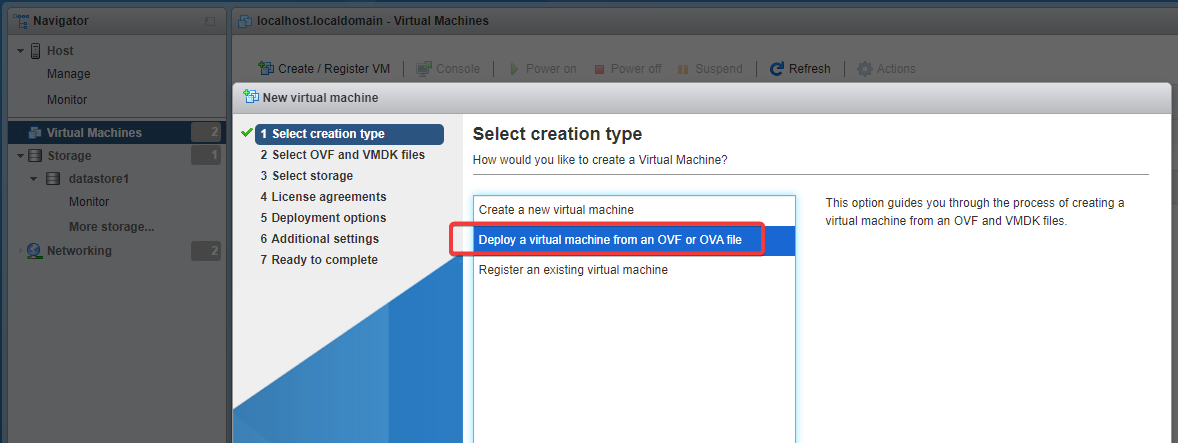 Navigator
localhost.localdomain - Virtual Machines
Host
Manage
Monitor
Virtual Machines 2
Storage 1
datastore1
Monitor
More storage...
Networking 2
Create / Register VM Console Power on Power off Suspend Refresh Actions
New virtual machine
1 Select creation type
2 Select OVF and VMDK files
3 Select storage
4 License agreements
5 Deployment options
6 Additional settings
7 Ready to complete
Select creation type
How would you like to create a Virtual Machine?
Create a new virtual machine
Deploy a virtual machine from an OVF or OVA file
Register an existing virtual machine
This option guides you through the process of creating a
virtual machine from an OVF and VMDK files.